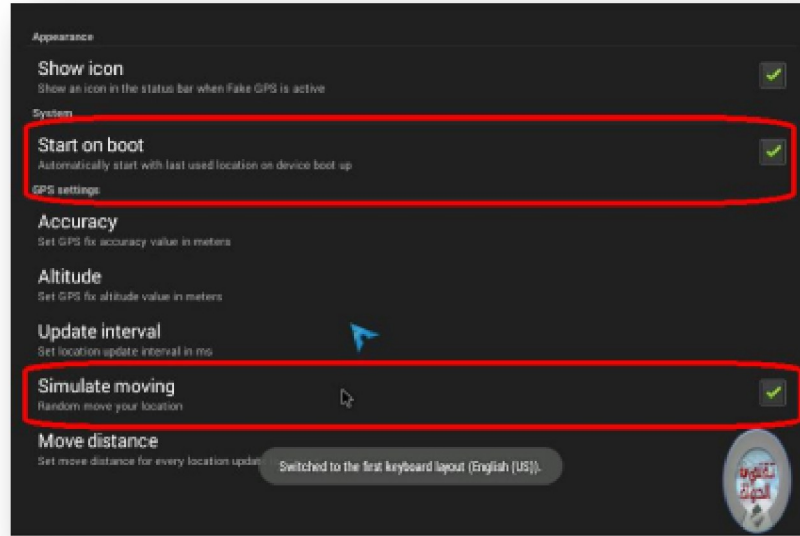 Appearance
Show icon
Show an icon in the status bar when Fake GPS is active
System
Start on boot
Automatically start with last used location on device boot up
GPS settings
Accuracy
Set GPS fix accuracy value in meters
Altitude
Set GPS fix altitude value in meters
Update interval
Set location update interval in ms
Simulate moving
Random move your location
Move distance
Set move distance for every location updat
Switched to the first keyboard layout (English (US)).